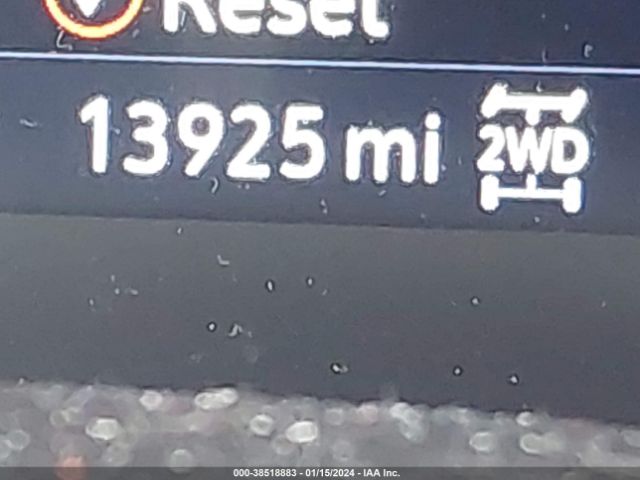 Reset
13925 mi 2WD
000-38518883 - 01/15/2024 - IAA Inc.